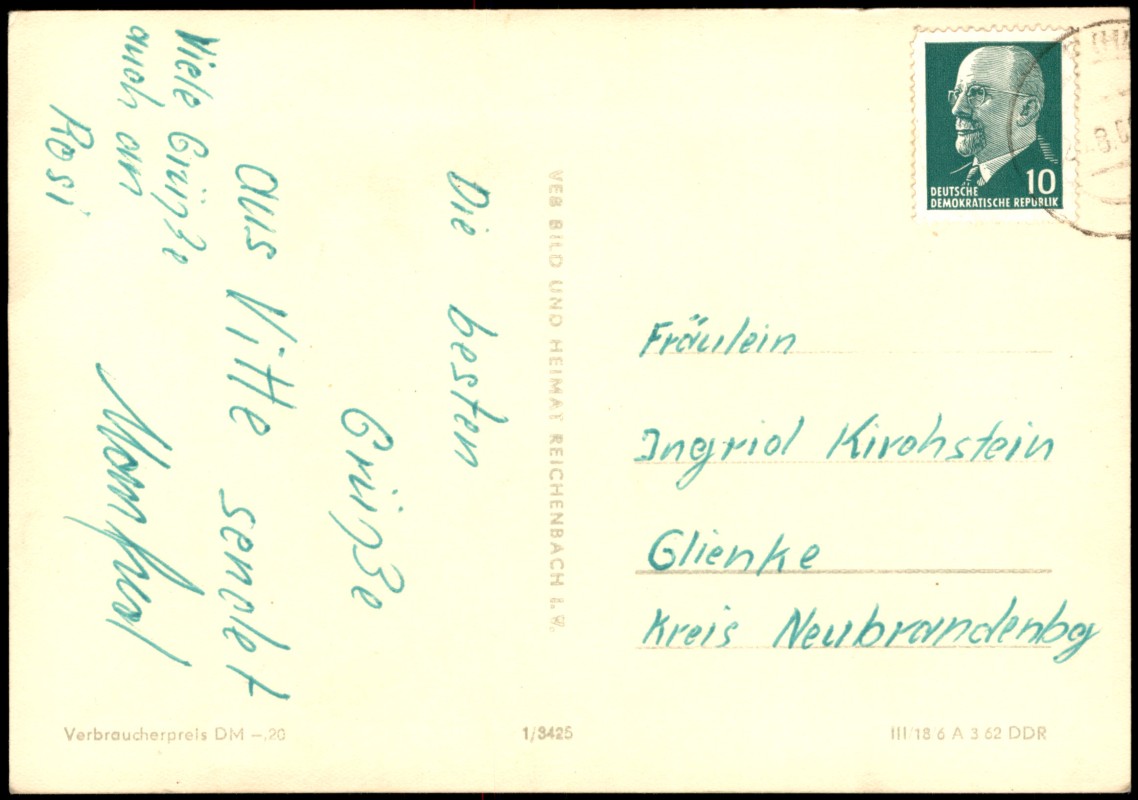 Die besten
Grüße
aus Vitte sendet
Manfred
Viele Grüße
auch an
Rosi
VEB BILD UND HEIMAT REICHENBACH i. V.
DEUTSCHE
DEMOKRATISCHE REPUBLIK
10
8.6
Fräulein
Ingrid Kirchstein
Glienke
Kreis Neubrandenbg
Verbraucherpreis DM –,20
1/3425
III/18 6 A 3 62 DDR